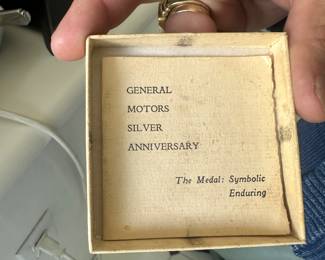 GENERAL
MOTORS
SILVER
ANNIVERSARY
The Medal: Symbolic
Enduring